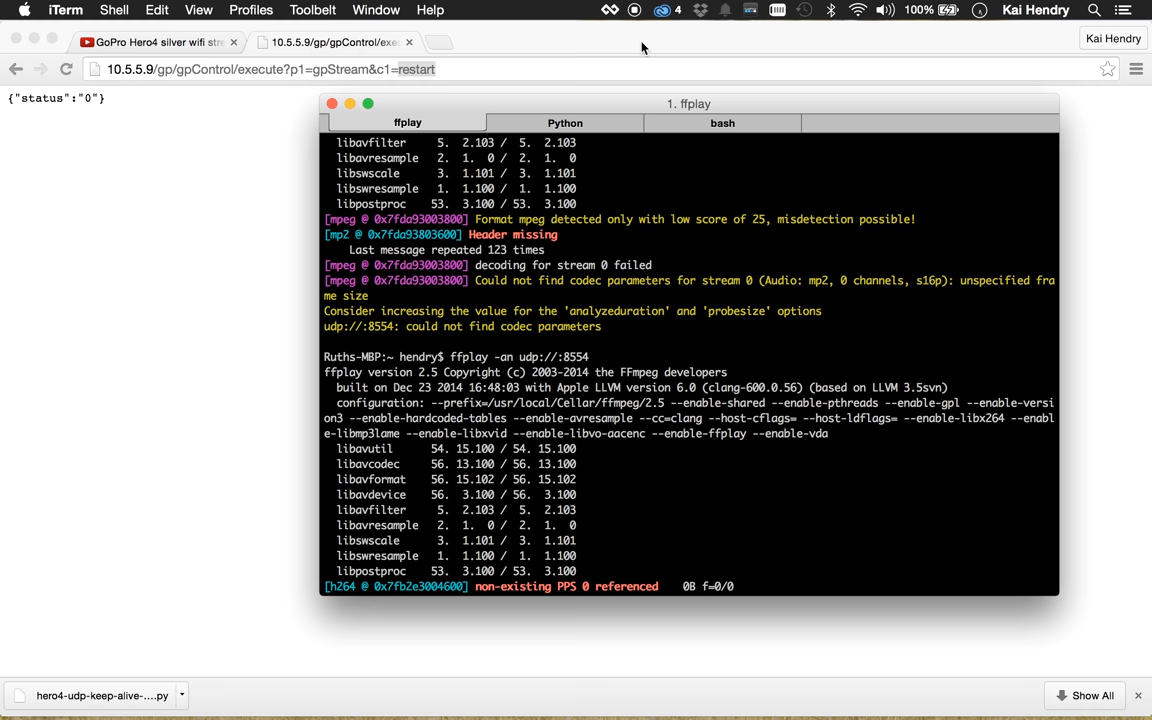 iTerm Shell Edit View Profiles Toolbelt Window Help 4 100% Kai Hendry
GoPro Hero4 silver wifi stre 10.5.5.9/gp/gpControl/exec Kai Hendry
10.5.5.9/gp/gpControl/execute?p1=gpStream&c1=restart
{"status":"0"}
1. ffplay
ffplay Python bash
libavfilter 5. 2.103 / 5. 2.103
libavresample 2. 1. 0 / 2. 1. 0
libswscale 3. 1.101 / 3. 1.101
libswresample 1. 1.100 / 1. 1.100
libpostproc 53. 3.100 / 53. 3.100
[mpeg @ 0x7fda93003800] Format mpeg detected only with low score of 25, misdetection possible!
[mp2 @ 0x7fda93803600] Header missing
Last message repeated 123 times
[mpeg @ 0x7fda93003800] decoding for stream 0 failed
[mpeg @ 0x7fda93003800] Could not find codec parameters for stream 0 (Audio: mp2, 0 channels, s16p): unspecified fra
me size
Consider increasing the value for the 'analyzeduration' and 'probesize' options
udp://:8554: could not find codec parameters
Ruths-MBP:~ hendry$ ffplay -an udp://:8554
ffplay version 2.5 Copyright (c) 2003-2014 the FFmpeg developers
built on Dec 23 2014 16:48:03 with Apple LLVM version 6.0 (clang-600.0.56) (based on LLVM 3.5svn)
configuration: --prefix=/usr/local/Cellar/ffmpeg/2.5 --enable-shared --enable-pthreads --enable-gpl --enable-versi
on3 --enable-hardcoded-tables --enable-avresample --cc=clang --host-cflags= --host-ldflags= --enable-libx264 --enabl
e-libmp3lame --enable-libxvid --enable-libvo-aacenc --enable-ffplay --enable-vda
libavutil 54. 15.100 / 54. 15.100
libavcodec 56. 13.100 / 56. 13.100
libavformat 56. 15.102 / 56. 15.102
libavdevice 56. 3.100 / 56. 3.100
libavfilter 5. 2.103 / 5. 2.103
libavresample 2. 1. 0 / 2. 1. 0
libswscale 3. 1.101 / 3. 1.101
libswresample 1. 1.100 / 1. 1.100
libpostproc 53. 3.100 / 53. 3.100
[h264 @ 0x7fb2e3004600] non-existing PPS 0 referenced 0B f=0/0
hero4-udp-keep-alive-....py Show All